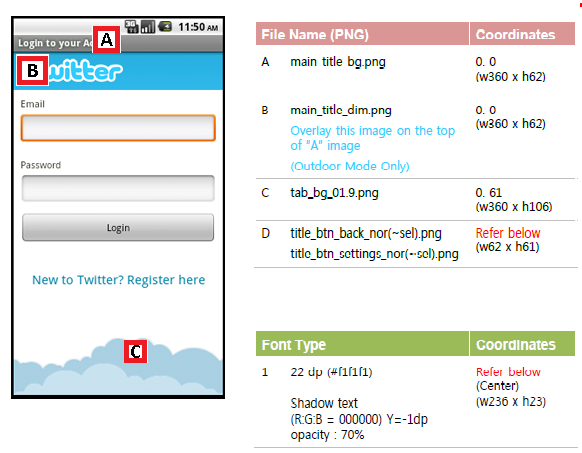 3G
11:50 AM
Login to your Ac
A
B
twitter
Email
Password
Login
New to Twitter? Register here
C
File Name (PNG) Coordinates
A main title bg.png 0. 0
(w360 x h62)
B main_title_dim.png 0. 0
Overlay this image on the top (w360 x h62)
of "A" image
(Outdoor Mode Only)
C tab_bg_01.9.png 0. 61
(w360 x h106)
D title_btn_back_nor(~sel).png Refer below
title_btn_settings_nor(~sel).png (w62 x h61)
Font Type Coordinates
1 22 dp (#f1f1f1) Refer below
(Center)
Shadow text (w236 x h23)
(R:G:B = 000000) Y=-1dp
opacity : 70%